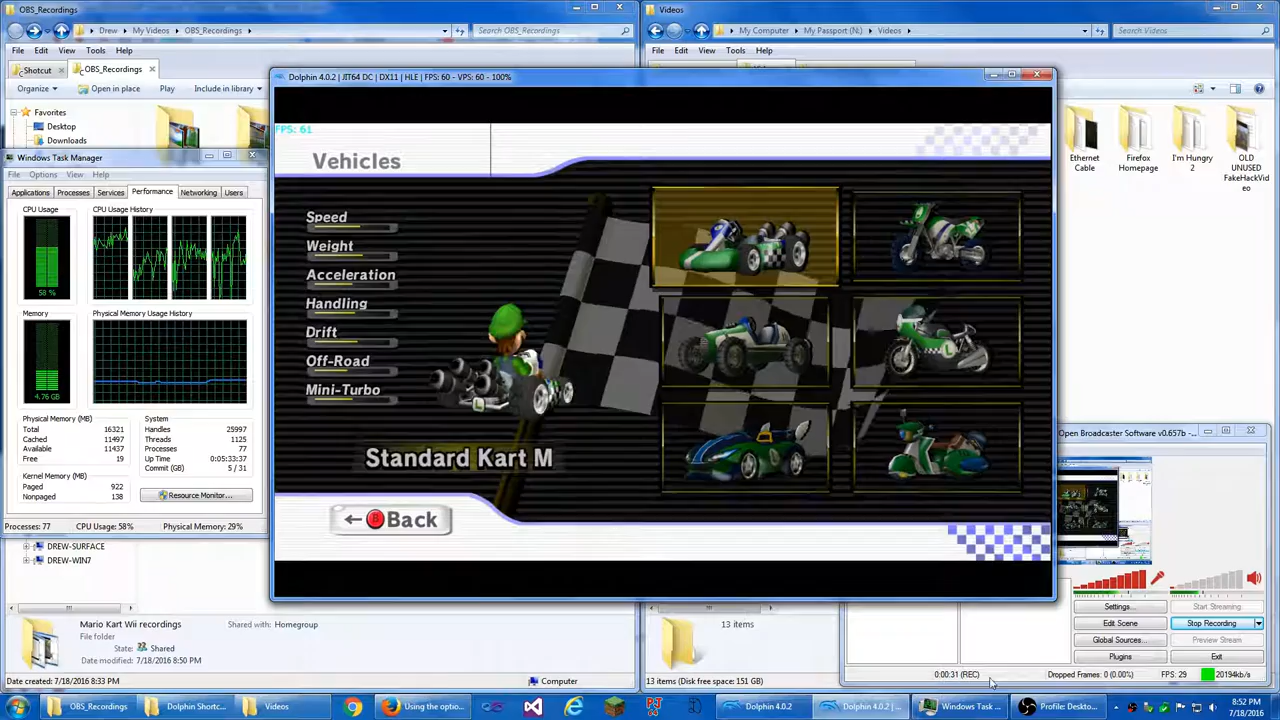 OBS_Recordings
Drew ▸ My Videos ▸ OBS_Recordings
Search OBS_Recordings
File Edit View Tools Help
Shotcut
OBS_Recordings
Organize
Open in place
Play
Include in library
Favorites
Desktop
Downloads
Videos
My Computer ▸ My Passport (N:) ▸ Videos
Search Videos
File Edit View Tools Help
Ethernet Cable
Firefox Homepage
I'm Hungry 2
OLD UNUSED FakeHackVideo
Windows Task Manager
File Options View Help
Applications Processes Services Performance Networking Users
CPU Usage
CPU Usage History
58 %
Memory
Physical Memory Usage History
4.76 GB
Physical Memory (MB)
Total 16321
Cached 11497
Available 11437
Free 19
Kernel Memory (MB)
Paged 922
Nonpaged 138
System
Handles 25997
Threads 1125
Processes 77
Up Time 0:05:33:37
Commit (GB) 5 / 31
Resource Monitor...
Processes: 77 CPU Usage: 58% Physical Memory: 29%
DREW-SURFACE
DREW-WIN7
Mario Kart Wii recordings
File folder
State: Shared
Date modified: 7/18/2016 8:50 PM
Shared with: Homegroup
Date created: 7/18/2016 8:33 PM
Computer
Dolphin 4.0.2 | JIT64 DC | DX11 | HLE | FPS: 60 - VPS: 60 - 100%
FPS: 61
Vehicles
Speed
Weight
Acceleration
Handling
Drift
Off-Road
Mini-Turbo
Standard Kart M
B Back
13 items
13 items (Disk free space: 151 GB)
Open Broadcaster Software v0.657b -
Settings...
Start Streaming
Edit Scene
Stop Recording
Global Sources...
Preview Stream
Plugins
Exit
0:00:31 (REC)
Dropped Frames: 0 (0.00%)
FPS: 29
20194kb/s
OBS_Recordings
Dolphin Shortc...
Videos
Using the optio...
Dolphin 4.0.2
Dolphin 4.0.2 | ...
Windows Task ...
Profile: Deskto...
8:52 PM
7/18/2016